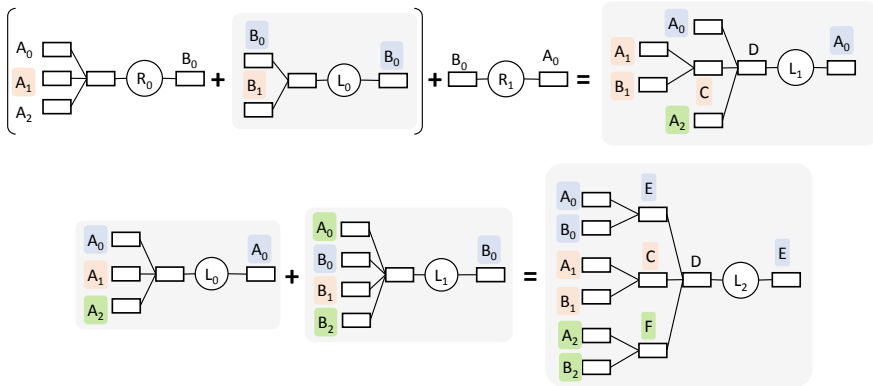 A₀
A₁
A₂
R₀
B₀
+
B₀
B₁
L₀
B₀
+
B₀
R₁
A₀
=
A₀
A₁
B₁
C
A₂
D
L₁
A₀
A₀
A₁
A₂
L₀
A₀
+
A₀
B₀
B₁
B₂
L₁
B₀
=
A₀
B₀
E
A₁
B₁
C
A₂
B₂
F
D
L₂
E